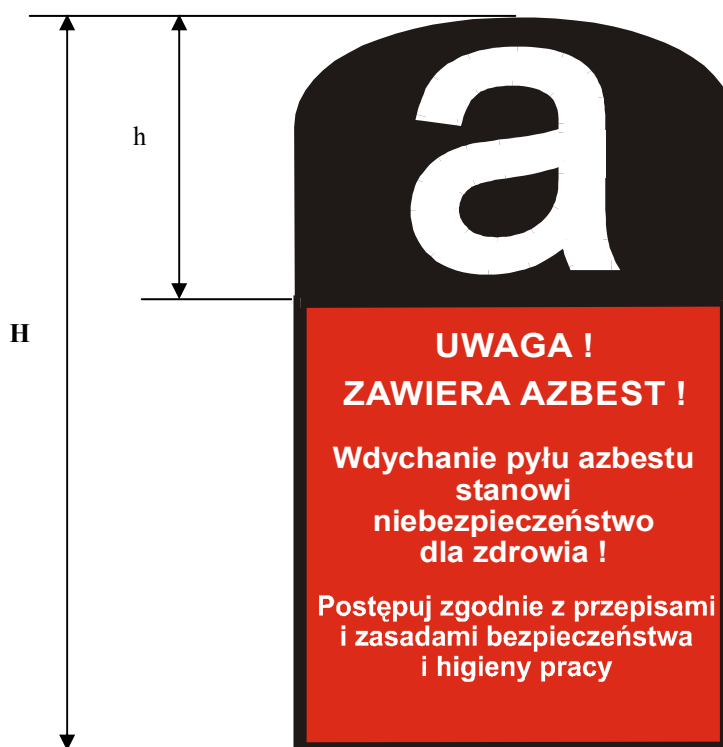 a
h
H
UWAGA !
ZAWIERA AZBEST !
Wdychanie pyłu azbestu
stanowi
niebezpieczeństwo
dla zdrowia !
Postępuj zgodnie z przepisami
i zasadami bezpieczeństwa
i higieny pracy